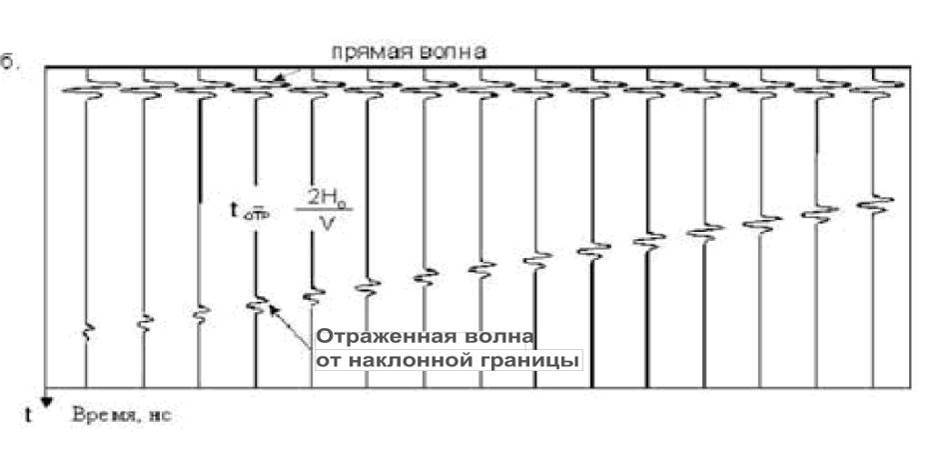 прямая волна
б.
t отр = 2H₀ / V
Отраженная волна
от наклонной границы
t Время, нс